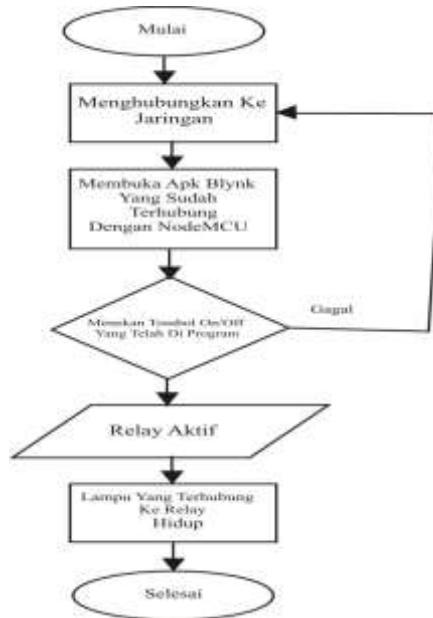 Mulai
Menghubungkan Ke
Jaringan
Membuka Apk Blynk
Yang Sudah
Terhubung
Dengan NodeMCU
Menekan Tombol On/Off
Yang Telah Di Program
Gagal
Relay Aktif
Lampu Yang Terhubung
Ke Relay
Hidup
Selesai